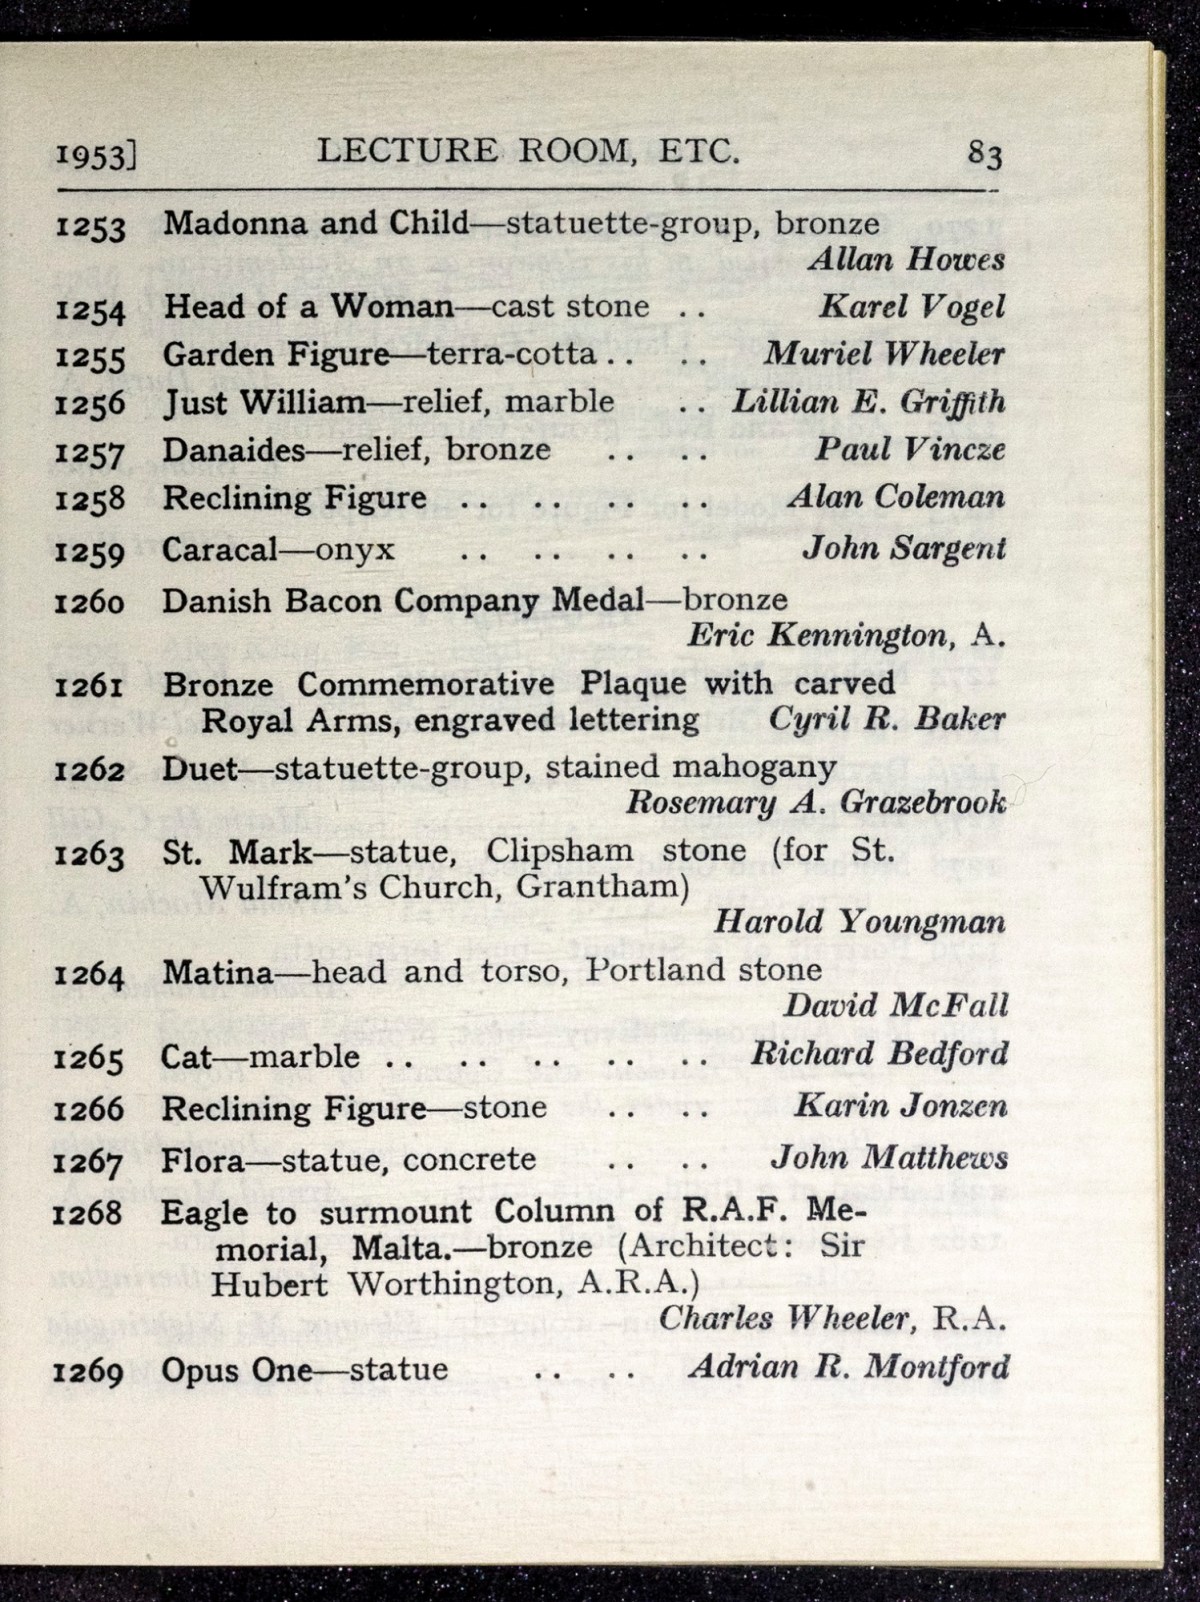 1953] LECTURE ROOM, ETC. 83
1253 Madonna and Child—statuette-group, bronze
Allan Howes
1254 Head of a Woman—cast stone .. Karel Vogel
1255 Garden Figure—terra-cotta .. .. Muriel Wheeler
1256 Just William—relief, marble .. Lillian E. Griffith
1257 Danaides—relief, bronze .. .. Paul Vincze
1258 Reclining Figure .. .. .. .. Alan Coleman
1259 Caracal—onyx .. .. .. .. John Sargent
1260 Danish Bacon Company Medal—bronze
Eric Kennington, A.
1261 Bronze Commemorative Plaque with carved
Royal Arms, engraved lettering Cyril R. Baker
1262 Duet—statuette-group, stained mahogany
Rosemary A. Grazebrook
1263 St. Mark—statue, Clipsham stone (for St.
Wulfram's Church, Grantham)
Harold Youngman
1264 Matina—head and torso, Portland stone
David McFall
1265 Cat—marble .. .. .. .. .. Richard Bedford
1266 Reclining Figure—stone .. .. Karin Jonzen
1267 Flora—statue, concrete .. .. John Matthews
1268 Eagle to surmount Column of R.A.F. Me-
morial, Malta.—bronze (Architect: Sir
Hubert Worthington, A.R.A.)
Charles Wheeler, R.A.
1269 Opus One—statue .. .. Adrian R. Montford